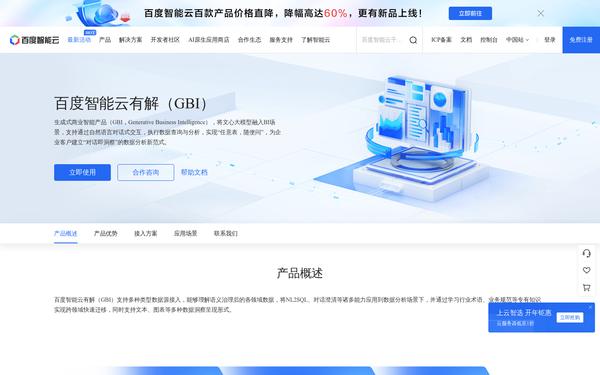 百度智能云百款产品价格直降，降幅高达60%，更有新品上线！ 立即前往
百度智能云 最新活动 HOT 产品 解决方案 开发者社区 AI原生应用商店 合作生态 服务支持 了解智能云 百度智能云千... ICP备案 文档 控制台 中国站 登录 免费注册
百度智能云有解（GBI）
生成式商业智能产品（GBI，Generative Business Intelligence），将文心大模型融入BI场
景，支持通过自然语言对话式交互，执行数据查询与分析，实现“任意表，随便问”，为企
业客户建立“对话即洞察”的数据分析新范式。
立即使用 合作咨询 帮助文档
产品概述 产品优势 接入方案 应用场景 联系我们
产品概述
百度智能云有解（GBI）支持多种类型数据源接入，能够理解语义治理后的各领域数据，将NL2SQL、对话澄清等诸多能力应用到数据分析场景下，并通过学习行业术语、业务规范等专有知识
实现跨领域快速迁移，同时支持文本、图表等多种数据洞察呈现形式。
上云智选 开年钜惠
云服务器低至1折
立即抢购